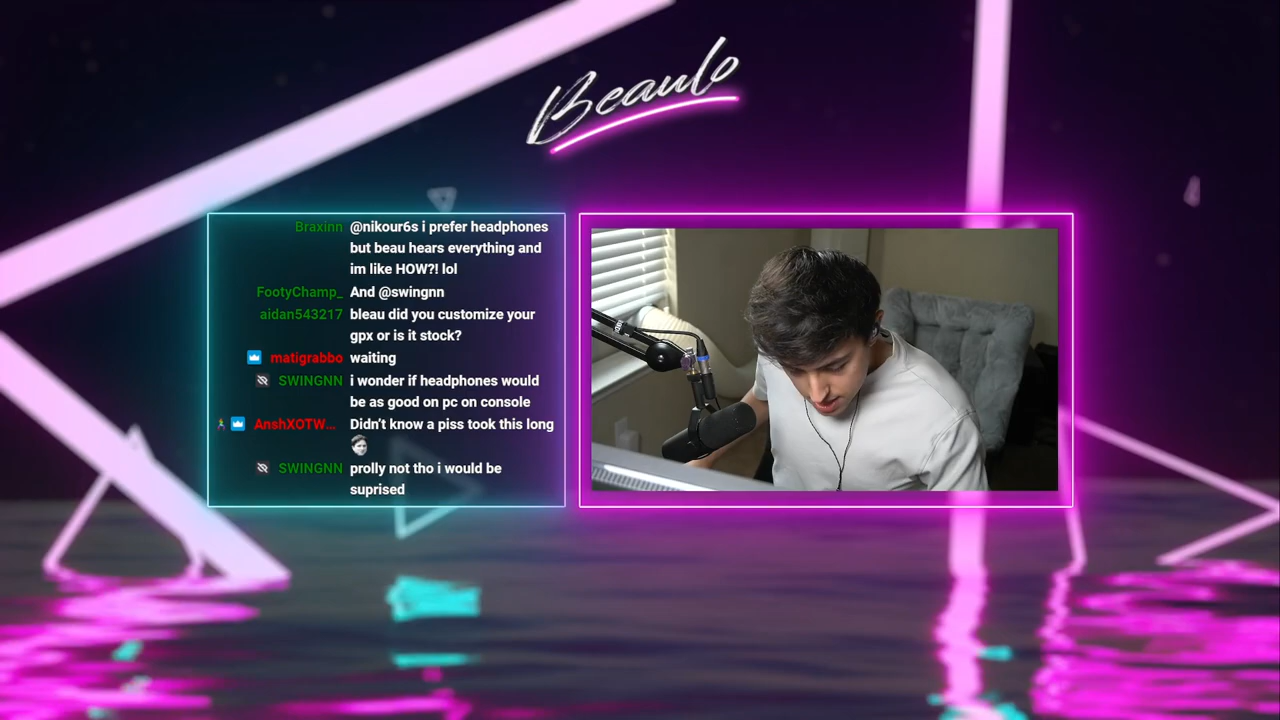 Beaulo
Braxinn @nikour6s i prefer headphones
but beau hears everything and
im like HOW?! lol
FootyChamp_ And @swingnn
aidan543217 bleau did you customize your
gpx or is it stock?
matigrabbo waiting
SWINGNN i wonder if headphones would
be as good on pc on console
AnshXOTW... Didn't know a piss took this long
SWINGNN prolly not tho i would be
suprised